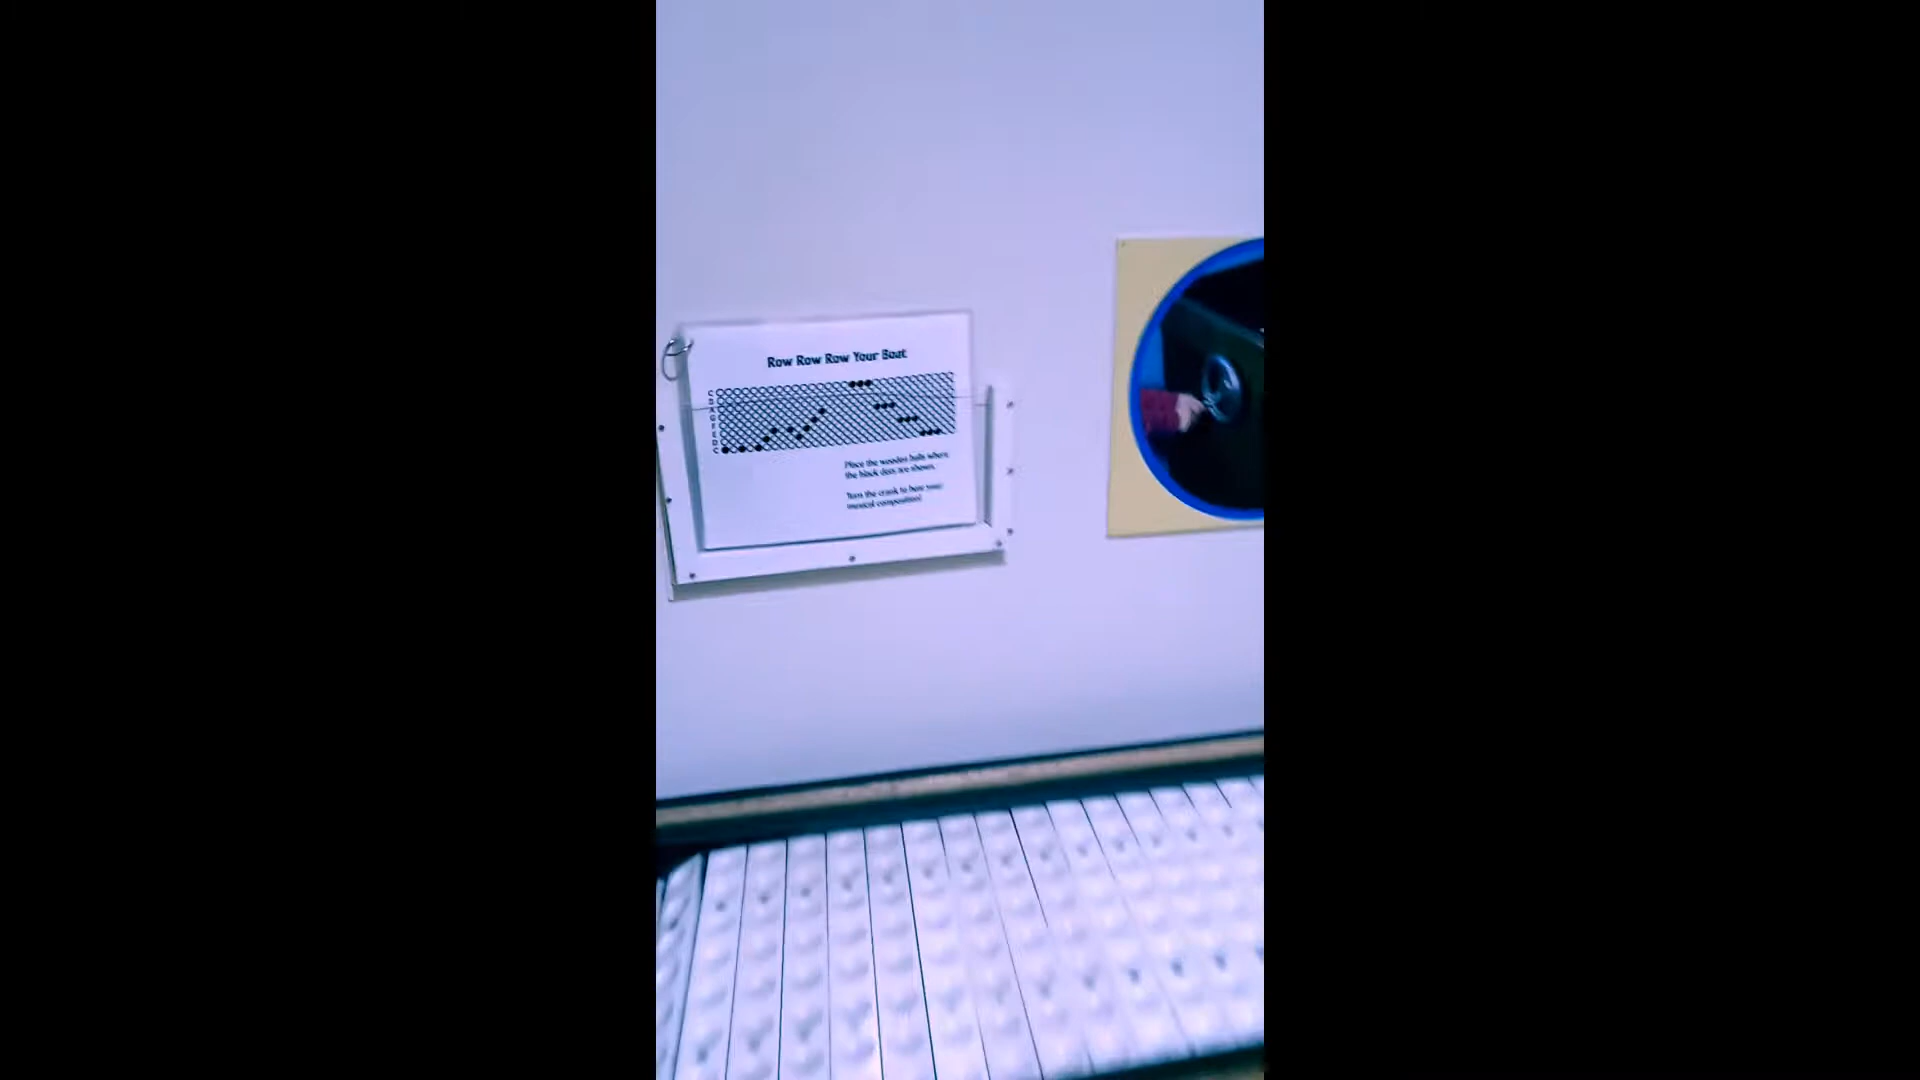 Row Row Row Your Boat
C
B
A
G
F
E
D
C
Place the wooden balls where
the black dots are shown.
Turn the crank to hear your
musical composition!